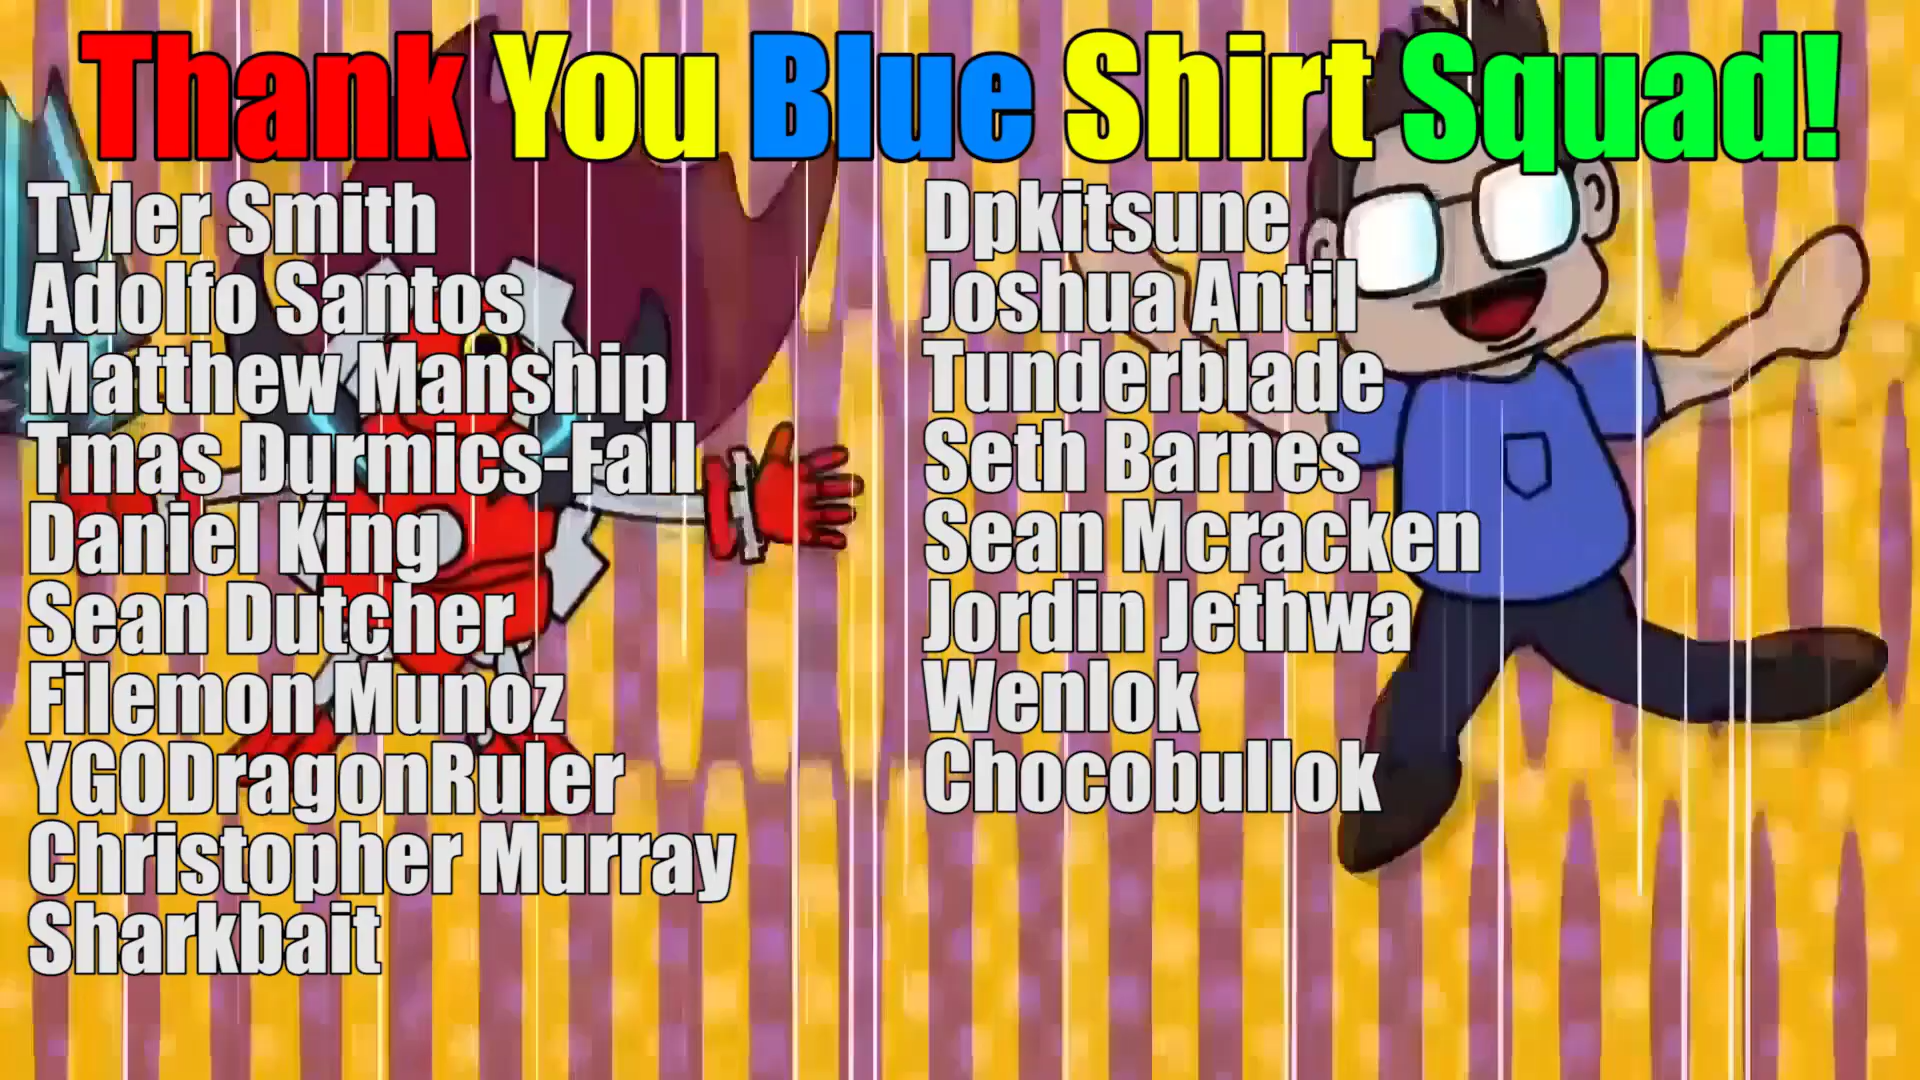 Thank You Blue Shirt Squad!
Tyler Smith
Adolfo Santos
Matthew Manship
Tmas Durmics-Fall
Daniel King
Sean Dutcher
Filemon Munoz
YGODragonRuler
Christopher Murray
Sharkbait
Dpkitsune
Joshua Antil
Tunderblade
Seth Barnes
Sean Mcracken
Jordin Jethwa
Wenlok
Chocobullok